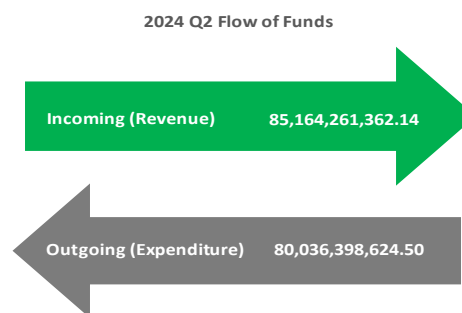 2024 Q2 Flow of Funds
Incoming (Revenue) 85,164,261,362.14
Outgoing (Expenditure) 80,036,398,624.50